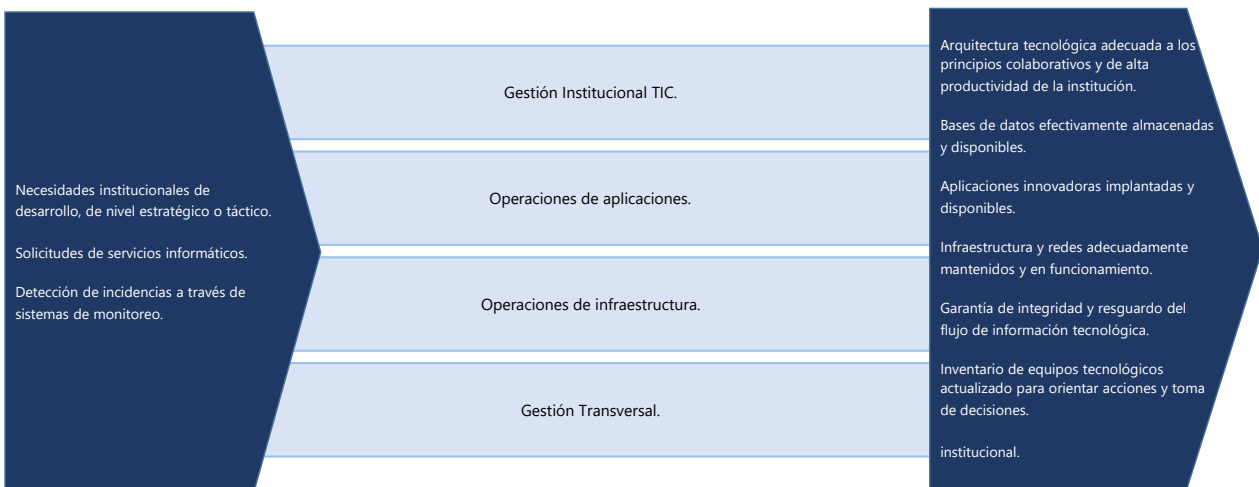 Necesidades institucionales de
desarrollo, de nivel estratégico o táctico.
Solicitudes de servicios informáticos.
Detección de incidencias a través de
sistemas de monitoreo.
Gestión Institucional TIC.
Operaciones de aplicaciones.
Operaciones de infraestructura.
Gestión Transversal.
Arquitectura tecnológica adecuada a los
principios colaborativos y de alta
productividad de la institución.
Bases de datos efectivamente almacenadas
y disponibles.
Aplicaciones innovadoras implantadas y
disponibles.
Infraestructura y redes adecuadamente
mantenidos y en funcionamiento.
Garantía de integridad y resguardo del
flujo de información tecnológica.
Inventario de equipos tecnológicos
actualizado para orientar acciones y toma
de decisiones.
institucional.